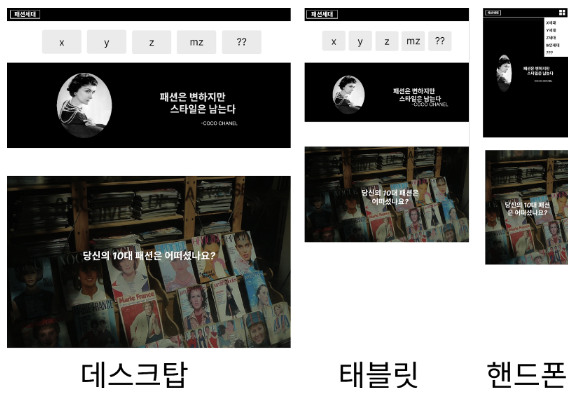 패션세대
x y z mz ??
패션은 변하지만
스타일은 남는다
-COCO CHANEL
당신의 10대 패션은 어떠셨나요?
Marie France
데스크탑
패션세대
x y z mz ??
패션은 변하지만
스타일은 남는다
-COCO CHANEL
당신의 10대 패션은
어떠셨나요?
태블릿
패션세대
X세대
Y세대
Z세대
MZ세대
???
패션은 변하지만
스타일은 남는다
당신의 10대 패션
은 어떠셨나요?
핸드폰